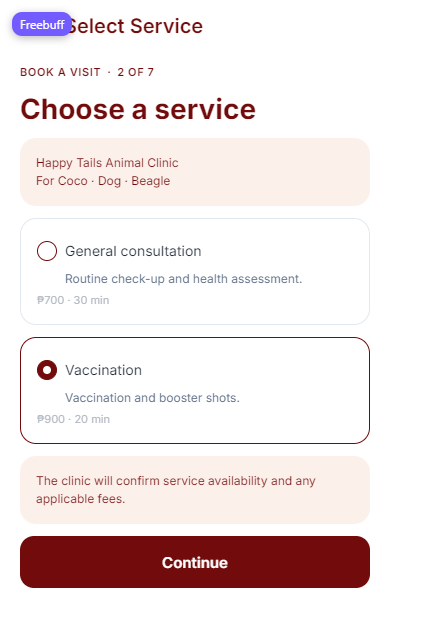 Freebuff
Select Service
BOOK A VISIT · 2 OF 7
Choose a service
Happy Tails Animal Clinic
For Coco · Dog · Beagle
General consultation
Routine check-up and health assessment.
₱700 · 30 min
Vaccination
Vaccination and booster shots.
₱900 · 20 min
The clinic will confirm service availability and any
applicable fees.
Continue